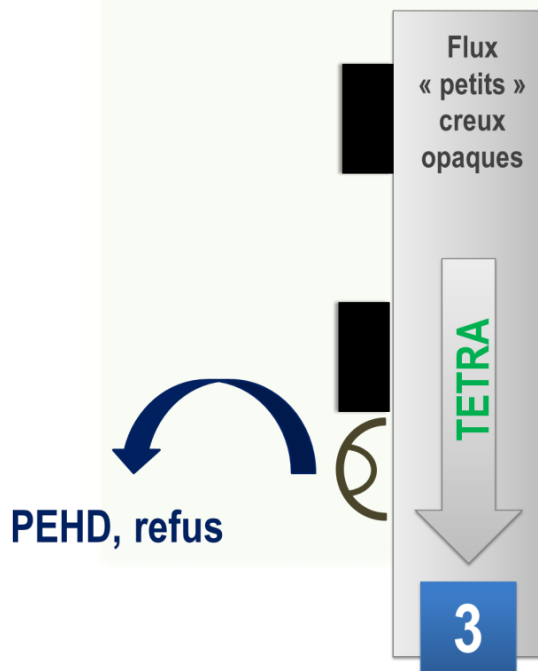 Flux
« petits »
creux
opaques
TETRA
PEHD, refus
3